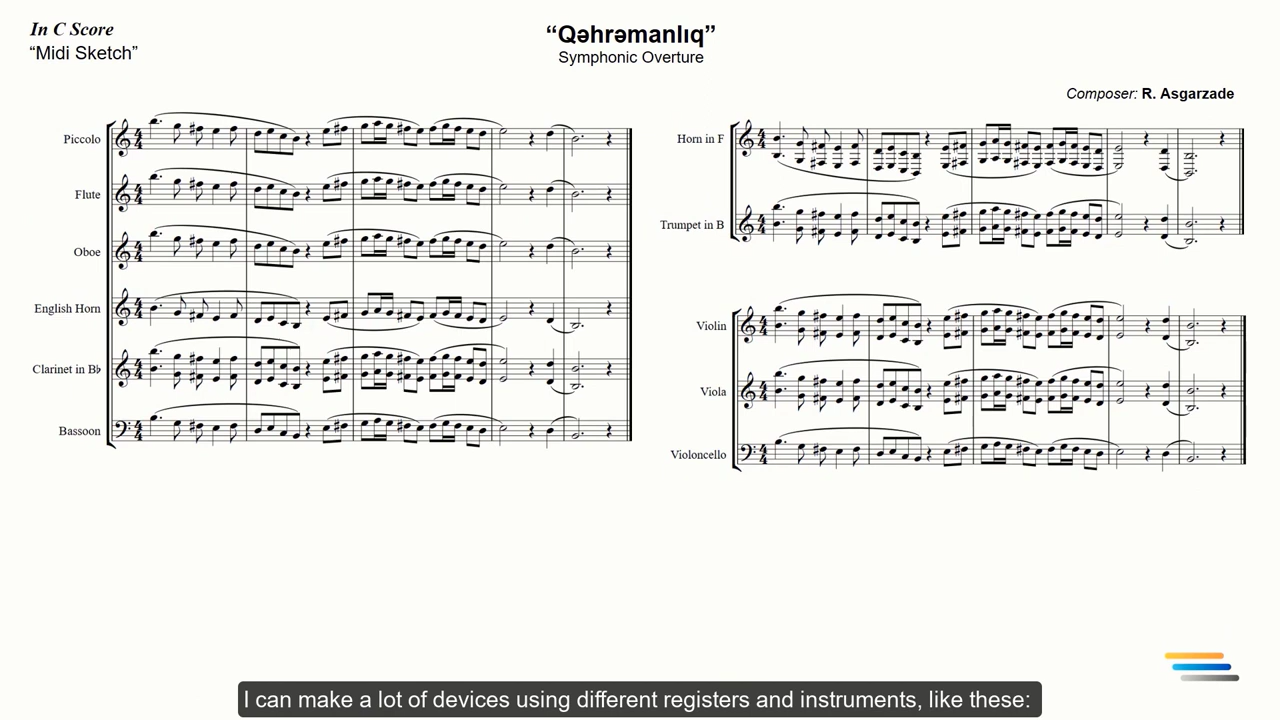 In C Score
“Midi Sketch”
“Qəhrəmanlıq”
Symphonic Overture
Composer: R. Asgarzade
Piccolo
Flute
Oboe
English Horn
Clarinet in B♭
Bassoon
Horn in F
Trumpet in B
Violin
Viola
Violoncello
I can make a lot of devices using different registers and instruments, like these: